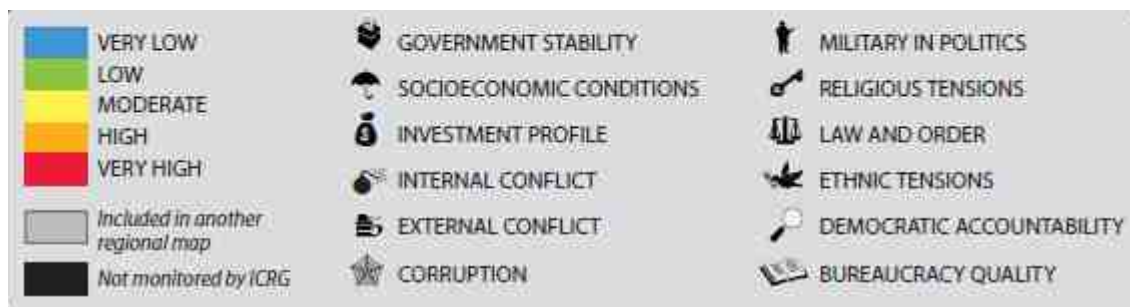 VERY LOW
LOW
MODERATE
HIGH
VERY HIGH
Included in another
regional map
Not monitored by ICRG
GOVERNMENT STABILITY
SOCIOECONOMIC CONDITIONS
INVESTMENT PROFILE
INTERNAL CONFLICT
EXTERNAL CONFLICT
CORRUPTION
MILITARY IN POLITICS
RELIGIOUS TENSIONS
LAW AND ORDER
ETHNIC TENSIONS
DEMOCRATIC ACCOUNTABILITY
BUREAUCRACY QUALITY